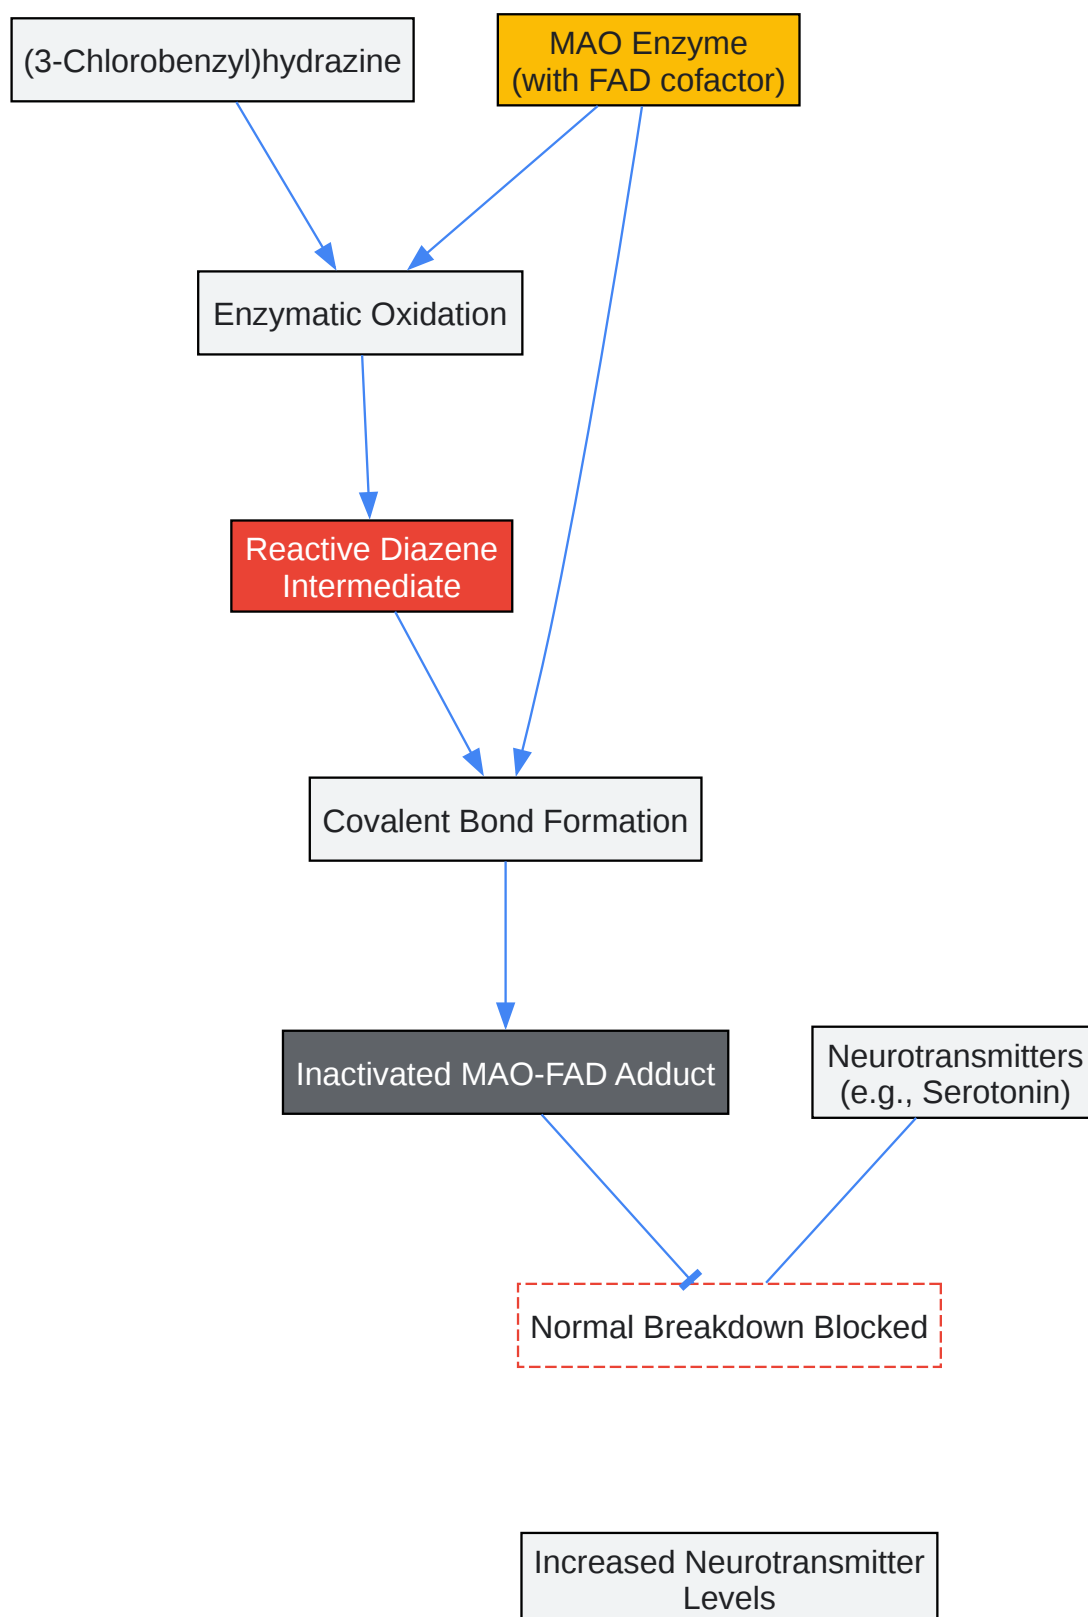 (3-Chlorobenzyl)hydrazine
MAO Enzyme
(with FAD cofactor)
Enzymatic Oxidation
Reactive Diazene
Intermediate
Covalent Bond Formation
Inactivated MAO-FAD Adduct
Neurotransmitters
(e.g., Serotonin)
Normal Breakdown Blocked
Increased Neurotransmitter
Levels